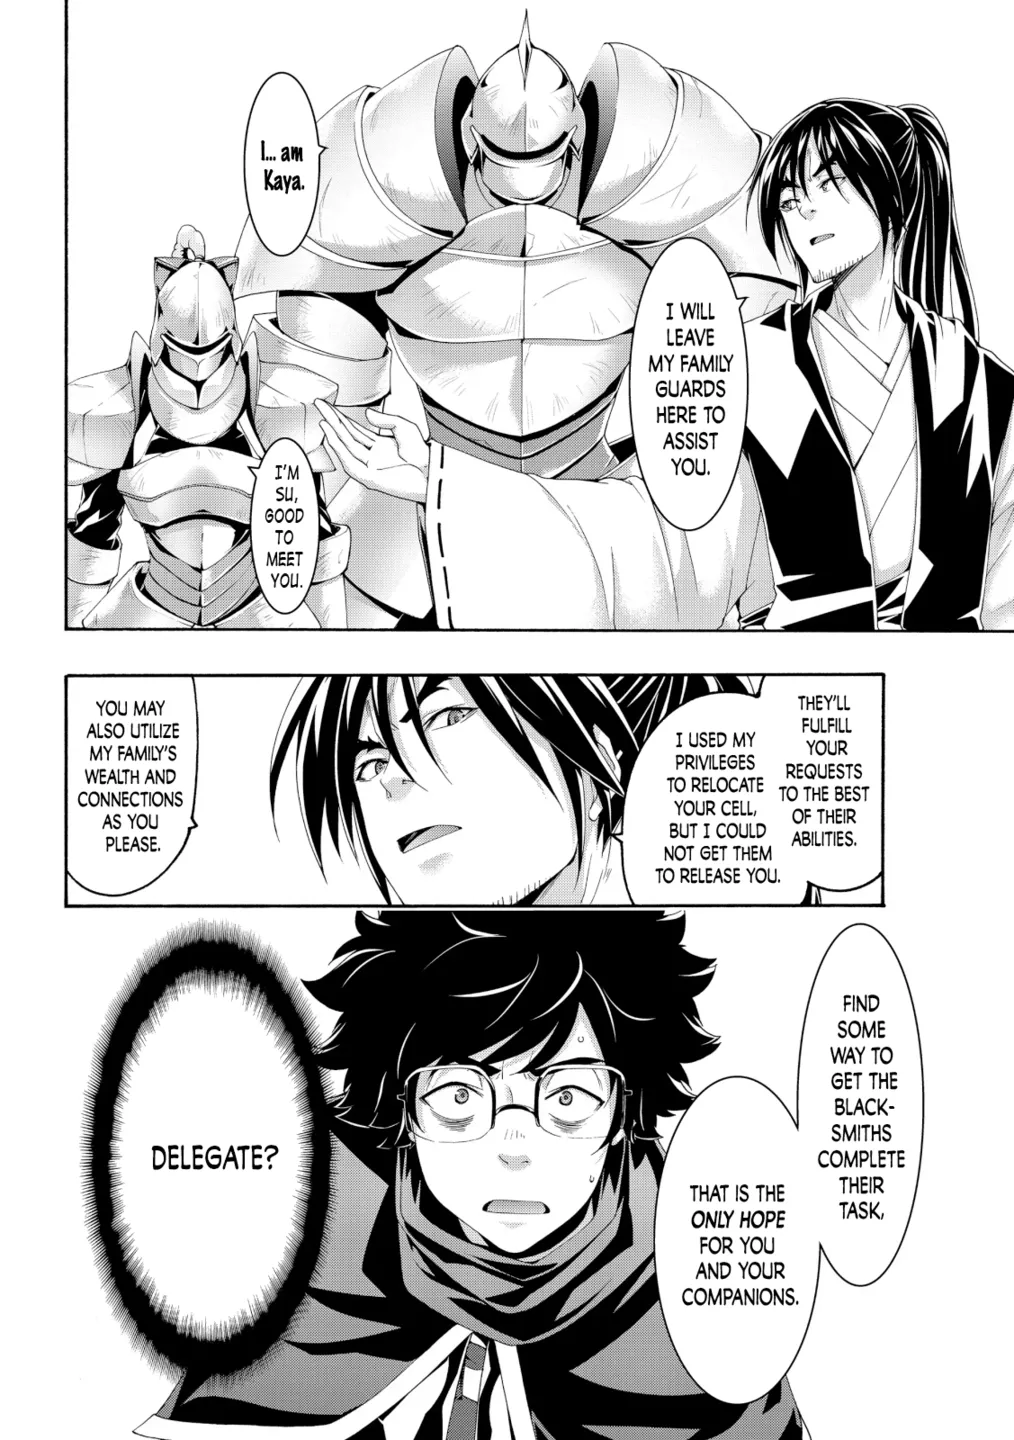 I WILL
LEAVE
MY FAMILY
GUARDS
HERE TO
ASSIST
YOU.
I... am
Kaya.
I'M
SU,
GOOD
TO
MEET
YOU.
THEY'LL
FULFILL
YOUR
REQUESTS
TO THE BEST
OF THEIR
ABILITIES.
I USED MY
PRIVILEGES
TO RELOCATE
YOUR CELL,
BUT I COULD
NOT GET THEM
TO RELEASE YOU.
YOU MAY
ALSO UTILIZE
MY FAMILY'S
WEALTH AND
CONNECTIONS
AS YOU
PLEASE.
FIND
SOME
WAY TO
GET THE
BLACK-
SMITHS
COMPLETE
THEIR
TASK,
THAT IS THE
ONLY HOPE
FOR YOU
AND YOUR
COMPANIONS.
DELEGATE?